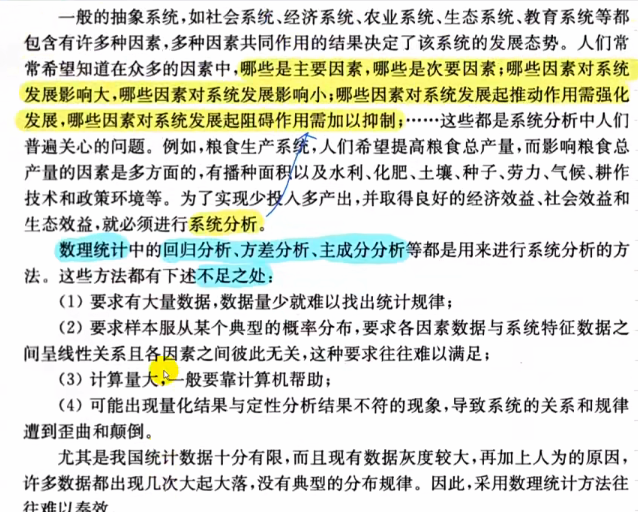 一般的抽象系统,如社会系统、经济系统、农业系统、生态系统、教育系统等都
包含有许多种因素,多种因素共同作用的结果决定了该系统的发展态势。人们常
常希望知道在众多的因素中,哪些是主要因素,哪些是次要因素;哪些因素对系统
发展影响大,哪些因素对系统发展影响小;哪些因素对系统发展起推动作用需强化
发展,哪些因素对系统发展起阻碍作用需加以抑制;……这些都是系统分析中人们
普遍关心的问题。例如,粮食生产系统,人们希望提高粮食总产量,而影响粮食总
产量的因素是多方面的,有播种面积以及水利、化肥、土壤、种子、劳力、气候、耕作
技术和政策环境等。为了实现少投入多产出,并取得良好的经济效益、社会效益和
生态效益,就必须进行系统分析。
数理统计中的回归分析、方差分析、主成分分析等都是用来进行系统分析的方
法。这些方法都有下述不足之处:
(1) 要求有大量数据,数据量少就难以找出统计规律;
(2) 要求样本服从某个典型的概率分布,要求各因素数据与系统特征数据之
间呈线性关系且各因素之间彼此无关,这种要求往往难以满足;
(3) 计算量大,一般要靠计算机帮助;
(4) 可能出现量化结果与定性分析结果不符的现象,导致系统的关系和规律
遭到歪曲和颠倒。
尤其是我国统计数据十分有限,而且现有数据灰度较大,再加上人为的原因,
许多数据都出现几次大起大落,没有典型的分布规律。因此,采用数理统计方法往
往难以奏效